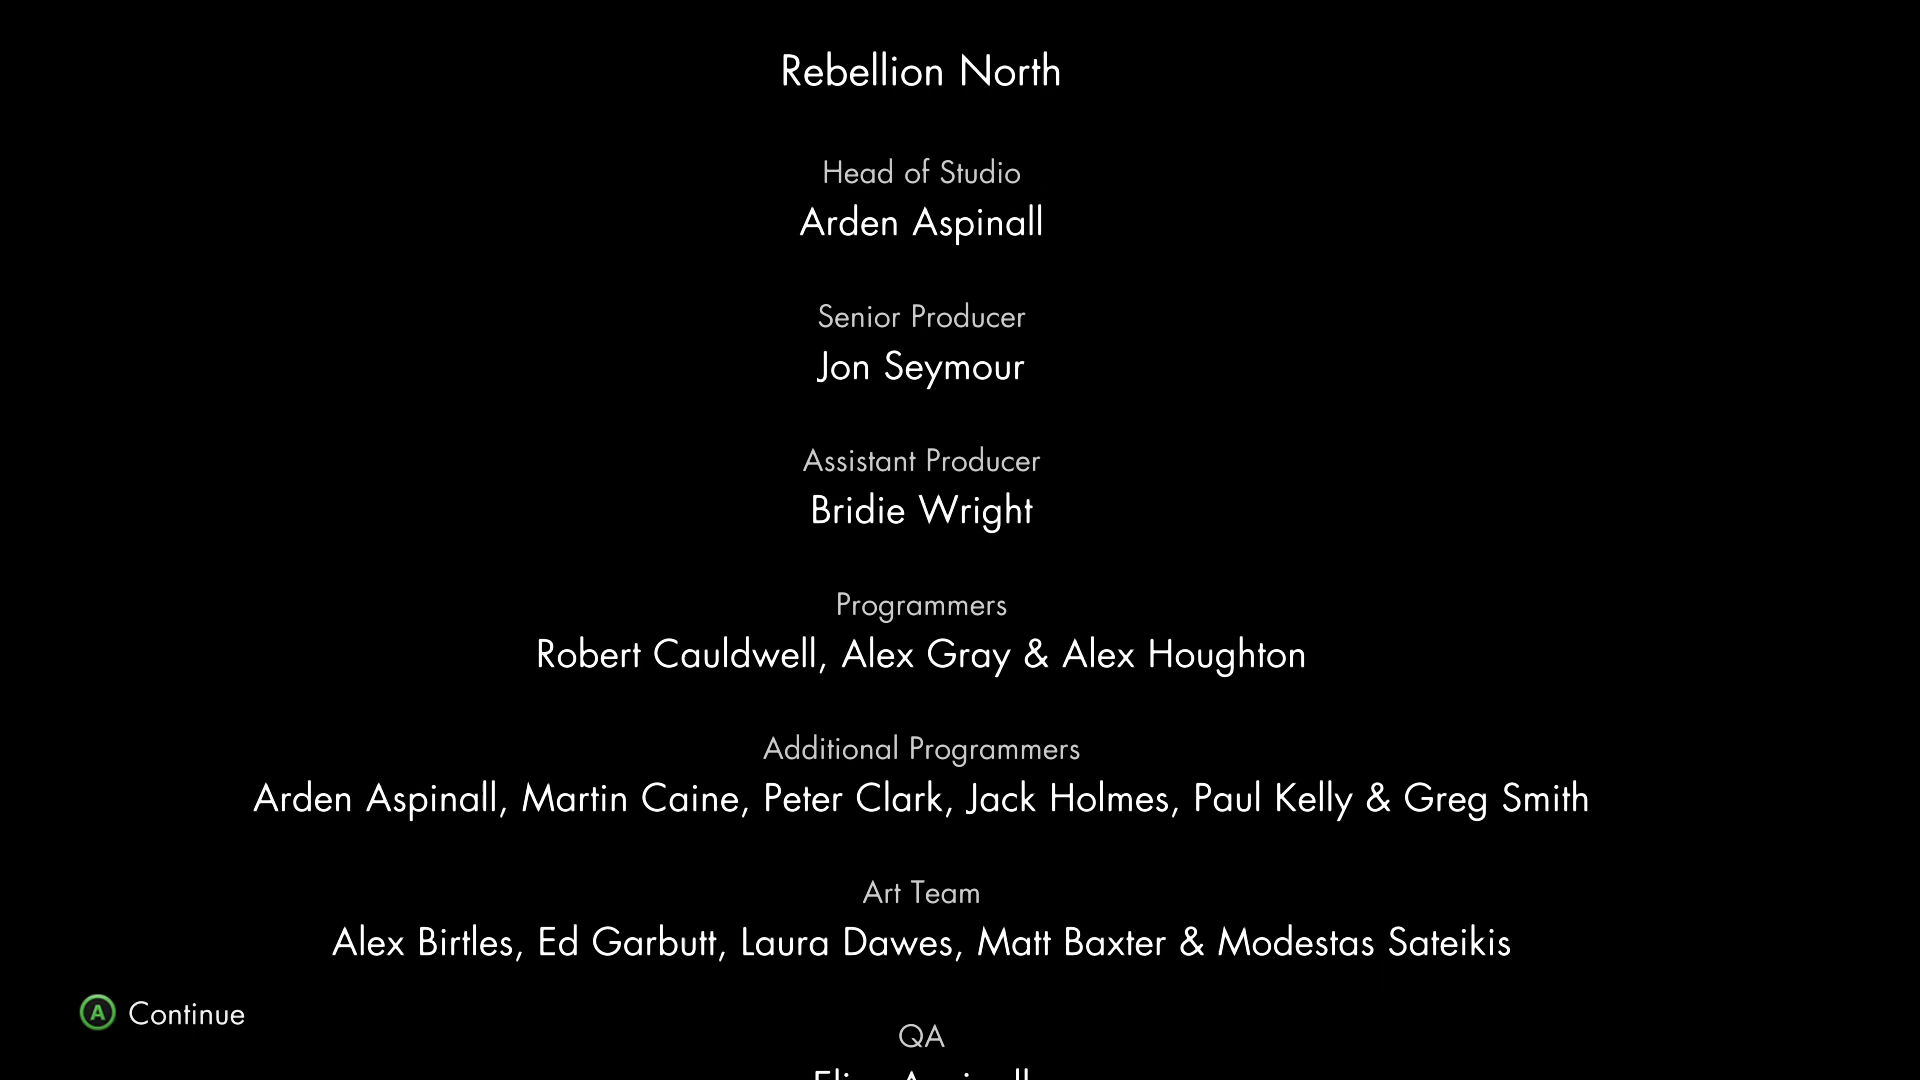 Rebellion North
Head of Studio
Arden Aspinall
Senior Producer
Jon Seymour
Assistant Producer
Bridie Wright
Programmers
Robert Cauldwell, Alex Gray & Alex Houghton
Additional Programmers
Arden Aspinall, Martin Caine, Peter Clark, Jack Holmes, Paul Kelly & Greg Smith
Art Team
Alex Birtles, Ed Garbutt, Laura Dawes, Matt Baxter & Modestas Sateikis
A Continue
QA